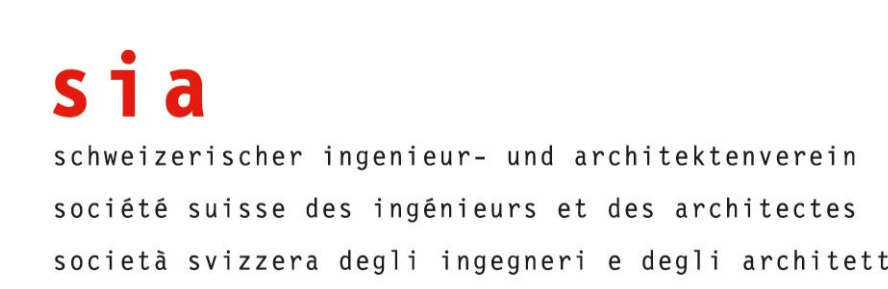 sia
schweizerischer ingenieur- und architektenverein
société suisse des ingénieurs et des architectes
società svizzera degli ingegneri e degli architett